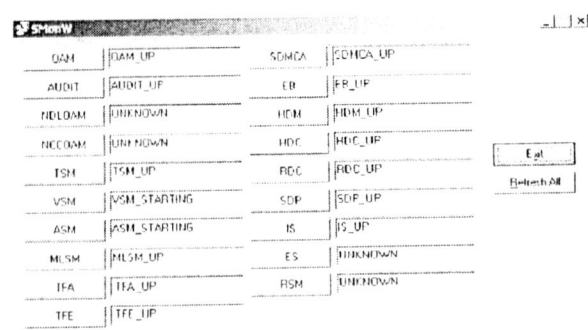 SMonW
OAM OAM_UP SDMCA SDMCA_UP
AUDIT AUDIT_UP EB EB_UP
NDLOAM UNKNOWN HDM HDM_UP
NCCOAM UNKNOWN HDC HDC_UP
TSM TSM_UP RDC RDC_UP
VSM VSM_STARTING SDP SDP_UP
ASM ASM_STARTING IS IS_UP
MLSM MLSM_UP ES UNKNOWN
TFA TFA_UP RSM UNKNOWN
TFE TFE_UP
Exit
Refresh All